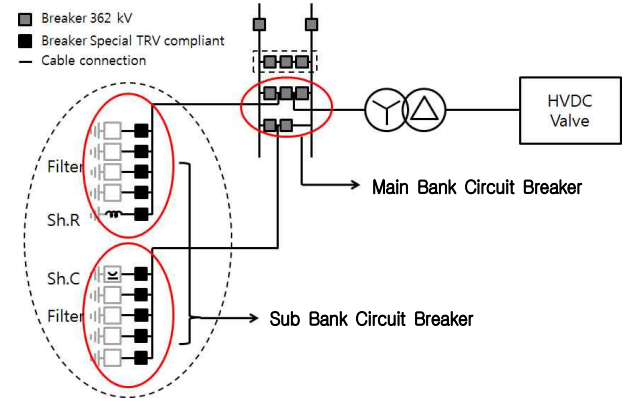 Breaker 362 kV
Breaker Special TRV compliant
Cable connection
HVDC
Valve
Filter
Main Bank Circuit Breaker
Sh.R
Sh.C
Filter
Sub Bank Circuit Breaker